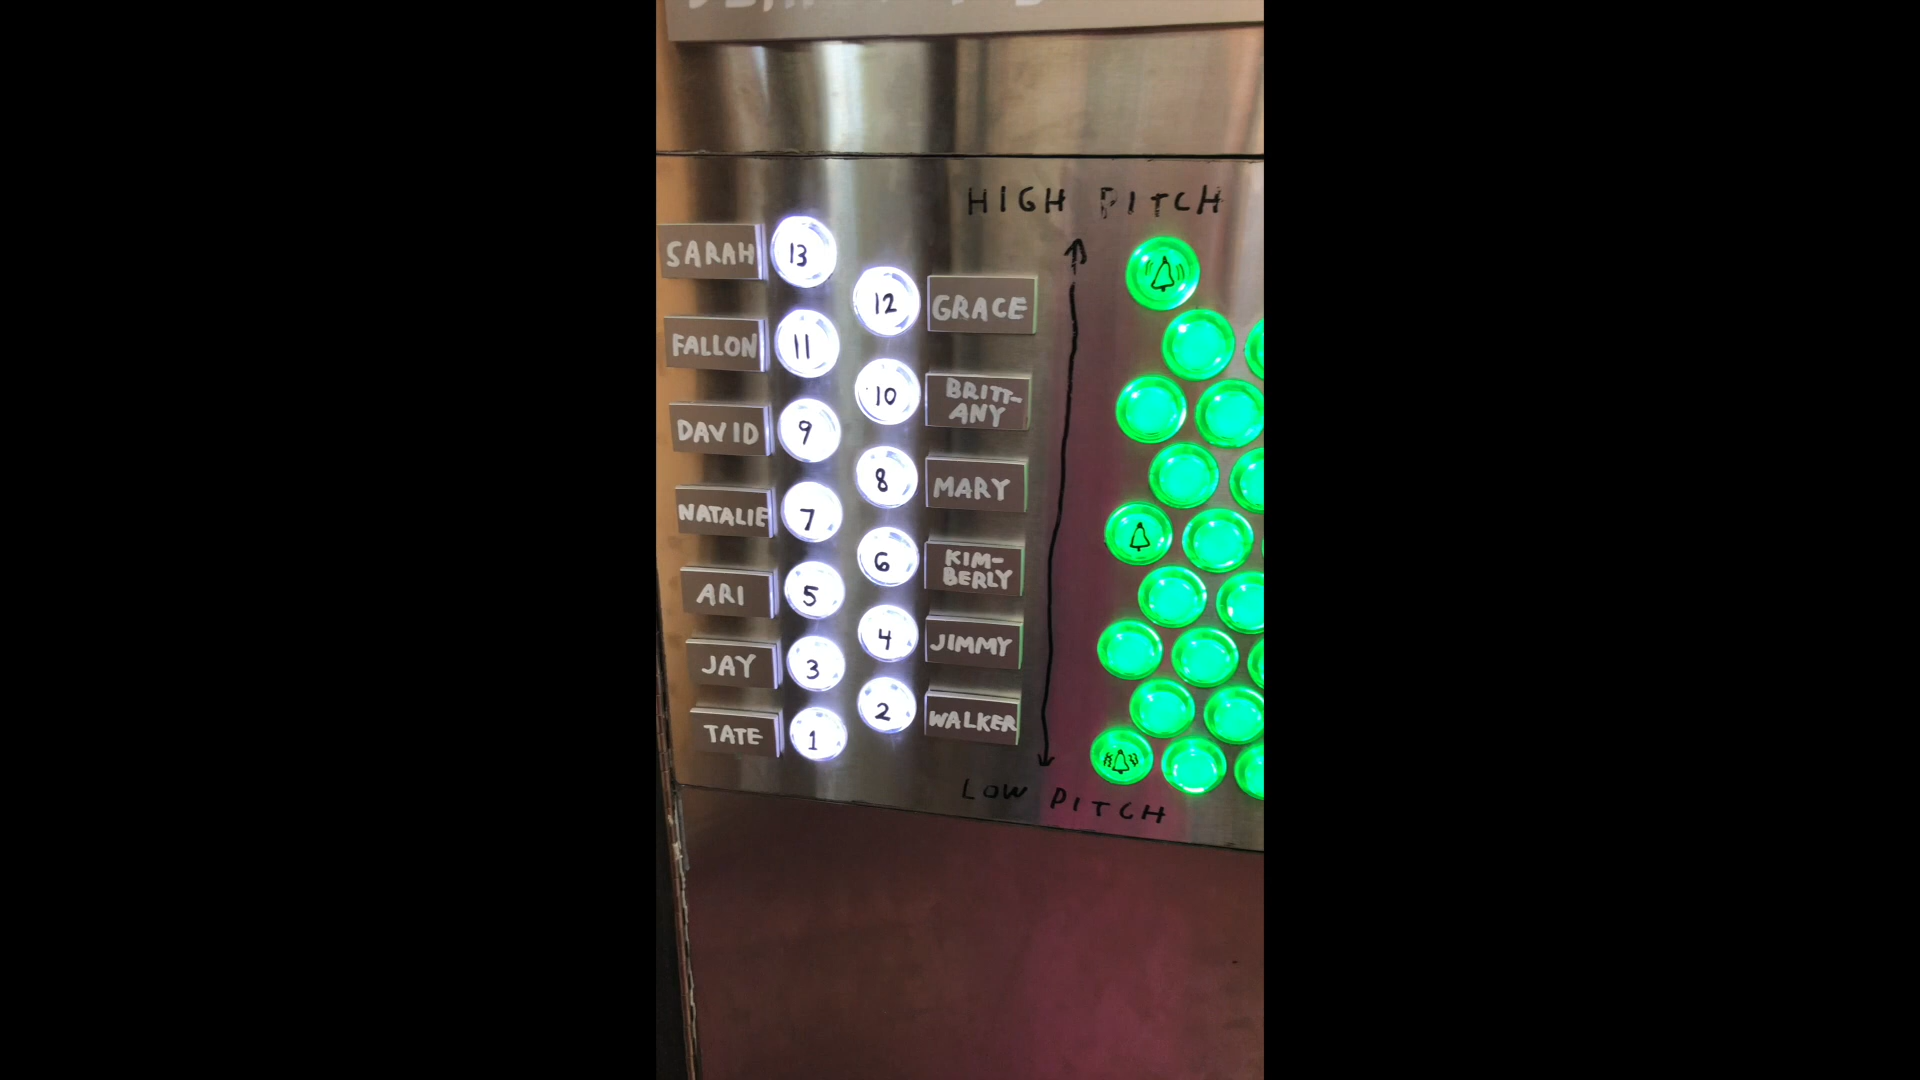 HIGH PITCH
SARAH 13
12 GRACE
FALLON 11
10 BRITT-
ANY
DAVID 9
8 MARY
NATALIE 7
6 KIM-
BERLY
ARI 5
4 JIMMY
JAY 3
2 WALKER
TATE 1
LOW PITCH